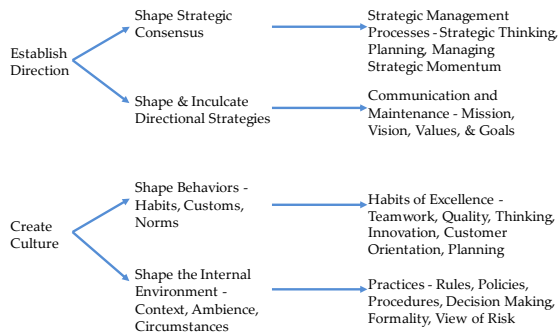 Establish
Direction
Shape Strategic
Consensus
Strategic Management
Processes - Strategic Thinking,
Planning, Managing
Strategic Momentum
Shape & Inculcate
Directional Strategies
Communication and
Maintenance - Mission,
Vision, Values, & Goals
Create
Culture
Shape Behaviors -
Habits, Customs,
Norms
Habits of Excellence -
Teamwork, Quality, Thinking,
Innovation, Customer
Orientation, Planning
Shape the Internal
Environment -
Context, Ambience,
Circumstances
Practices - Rules, Policies,
Procedures, Decision Making,
Formality, View of Risk